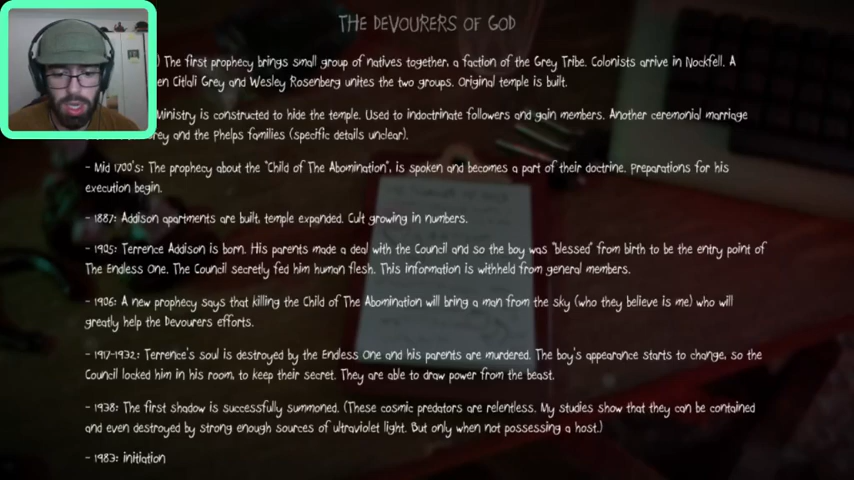 THE DEVOURERS OF GOD
) The first prophecy brings small group of natives together, a faction of the Grey Tribe. Colonists arrive in Nockfell. A
en Citlali Grey and Wesley Rosenberg unites the two groups. Original temple is built.
Ministry is constructed to hide the temple. Used to indoctrinate followers and gain members. Another ceremonial marriage
rey and the Phelps families (specific details unclear).
- Mid 1700's: The prophecy about the "Child of The Abomination", is spoken and becomes a part of their doctrine. Preparations for his
execution begin.
- 1887: Addison apartments are built, temple expanded. Cult growing in numbers.
- 1905: Terrence Addison is born. His parents made a deal with the Council and so the boy was "blessed" from birth to be the entry point of
The Endless One. The Council secretly fed him human flesh. This information is withheld from general members.
- 1906: A new prophecy says that killing the Child of The Abomination will bring a man from the sky (who they believe is me) who will
greatly help the Devourers efforts.
- 1917-1932: Terrence's soul is destroyed by the Endless One and his parents are murdered. The boy's appearance starts to change, so the
Council locked him in his room, to keep their secret. They are able to draw power from the beast.
- 1938: The first shadow is successfully summoned. (These cosmic predators are relentless. My studies show that they can be contained
and even destroyed by strong enough sources of ultraviolet light. But only when not possessing a host.)
- 1983: initiation